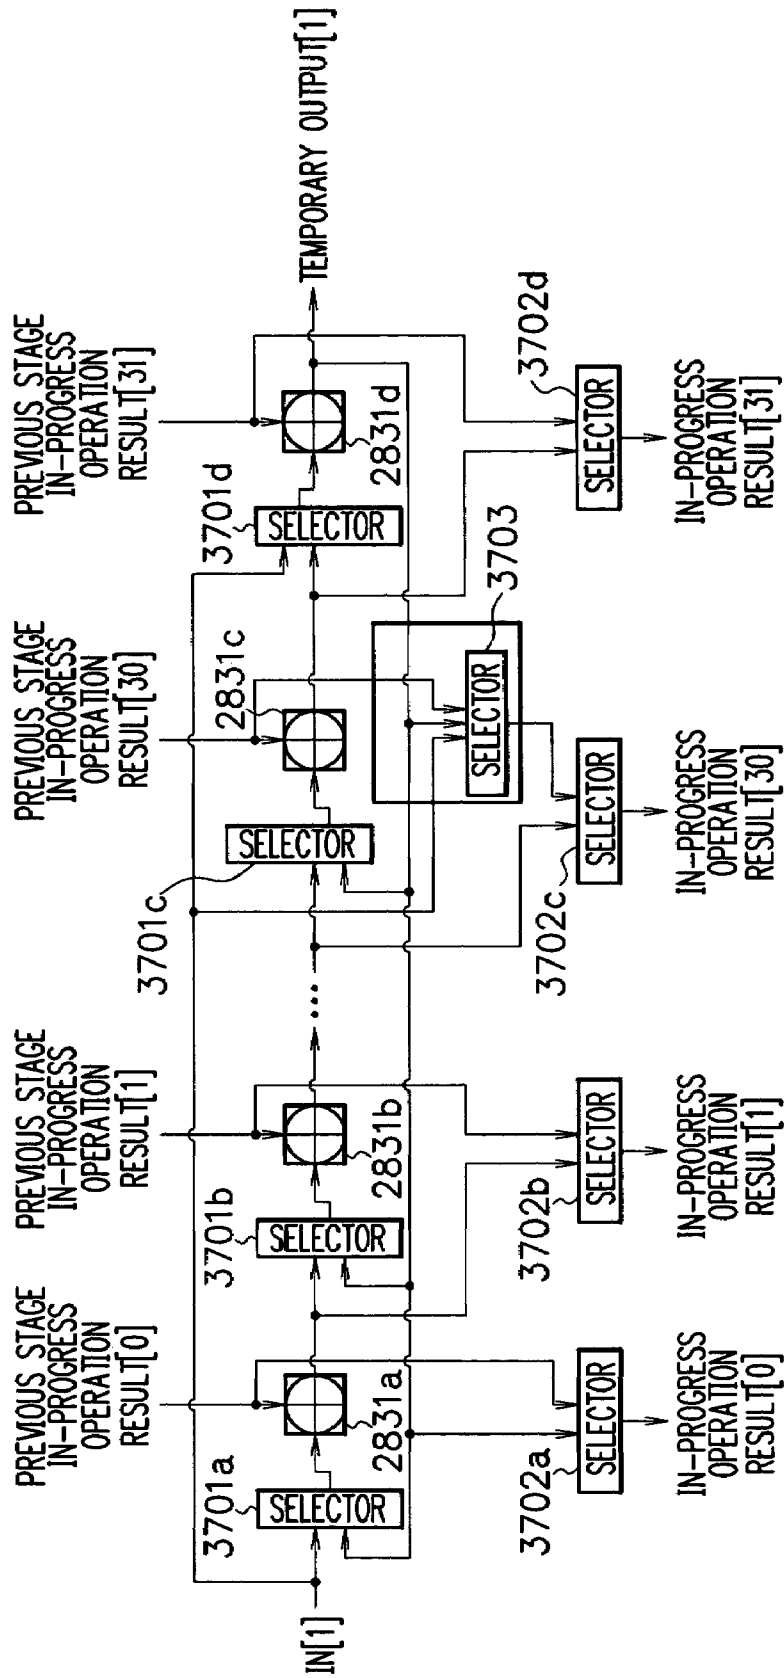 PREVIOUS STAGE
IN-PROGRESS
OPERATION
RESULT[0]
PREVIOUS STAGE
IN-PROGRESS
OPERATION
RESULT[1]
PREVIOUS STAGE
IN-PROGRESS
OPERATION
RESULT[30]
PREVIOUS STAGE
IN-PROGRESS
OPERATION
RESULT[31]
IN[1]
3701a
SELECTOR
2831a
3701b
SELECTOR
2831b
...
3701c
SELECTOR
2831c
3701d
SELECTOR
2831d
TEMPORARY OUTPUT[1]
3703
SELECTOR
3702a
SELECTOR
3702b
SELECTOR
3702c
SELECTOR
3702d
SELECTOR
IN-PROGRESS
OPERATION
RESULT[0]
IN-PROGRESS
OPERATION
RESULT[1]
IN-PROGRESS
OPERATION
RESULT[30]
IN-PROGRESS
OPERATION
RESULT[31]